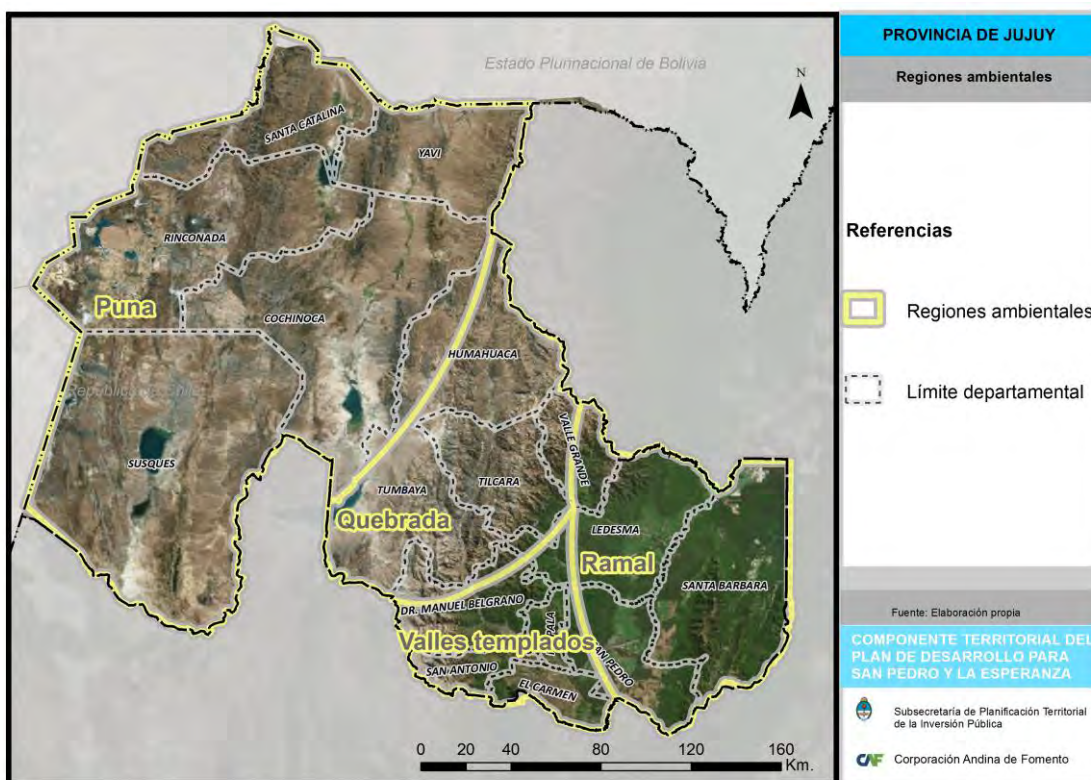 Estado Plurinacional de Bolivia
N
SANTA CATALINA
YAVI
RINCONADA
Puna
COCHINOCA
HUMAHUACA
República de Chile
SUSQUES
VALLE GRANDE
TUMBAYA
TILCARA
Quebrada
LEDESMA
Ramal
SANTA BARBARA
DR. MANUEL BELGRANO
Valles templados
SAN ANTONIO
EL CARMEN
0 20 40 80 120 160
Km.
PROVINCIA DE JUJUY
Regiones ambientales
Referencias
Regiones ambientales
Límite departamental
Fuente: Elaboración propia
COMPONENTE TERRITORIAL DEL
PLAN DE DESARROLLO PARA
SAN PEDRO Y LA ESPERANZA
Subsecretaría de Planificación Territorial
de la Inversión Pública
CAF Corporación Andina de Fomento